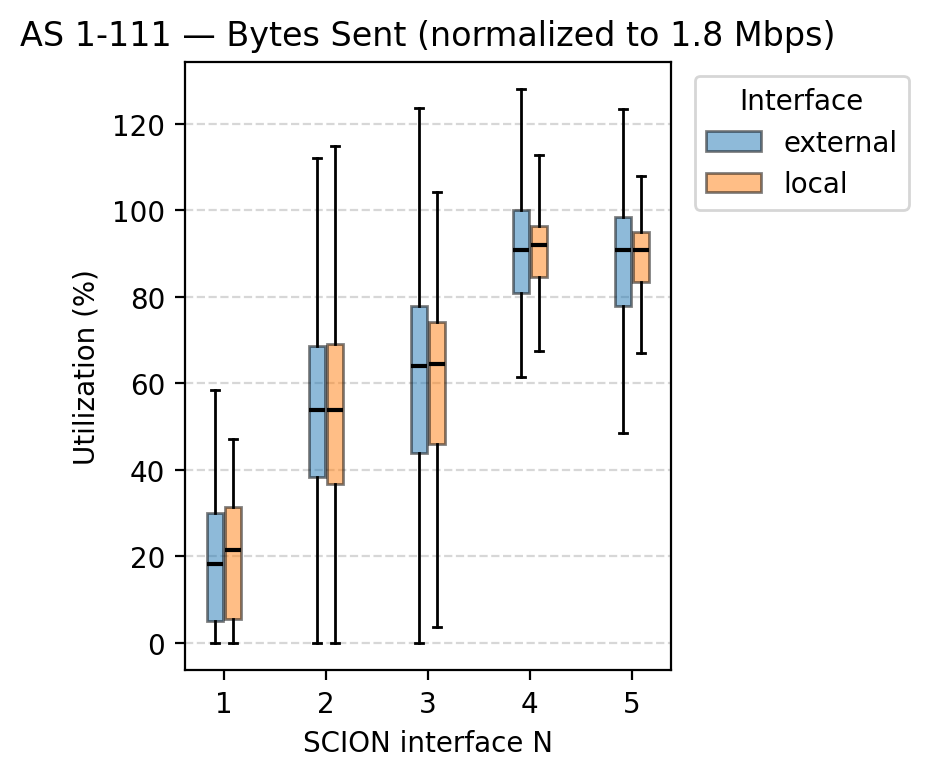 AS 1-111 — Bytes Sent (normalized to 1.8 Mbps)
Interface
external
local
Utilization (%)
120
100
80
60
40
20
0
1 2 3 4 5
SCION interface N